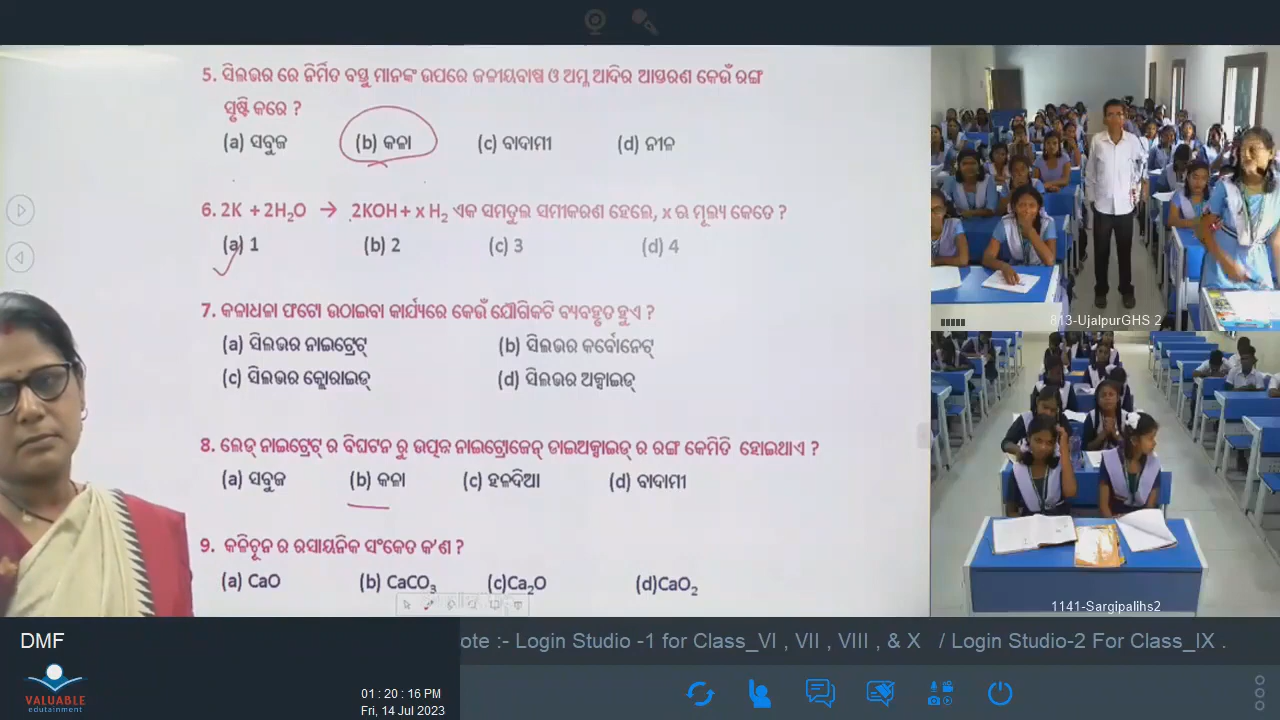 5. ସିଲଭର ରେ ନିର୍ମିତ ବସ୍ତୁ ମାନଙ୍କ ଉପରେ ଜଳୀୟବାଷ୍ପ ଓ ଅମ୍ଳ ଆଦିର ଆସ୍ତରଣ କେଉଁ ରଙ୍ଗ
ସୃଷ୍ଟି କରେ ?
(a) ସବୁଜ (b) କଳା (c) ବାଦାମୀ (d) ନୀଳ
6. 2K + 2H₂O → 2KOH + x H₂ ଏକ ସମତୁଲ ସମୀକରଣ ହେଲେ, x ର ମୂଲ୍ୟ କେତେ ?
(a) 1 (b) 2 (c) 3 (d) 4
7. କଳାଧଳା ଫଟୋ ଉଠାଇବା କାର୍ଯ୍ୟରେ କେଉଁ ଯୌଗିକଟି ବ୍ୟବହୃତ ହୁଏ ?
(a) ସିଲଭର ନାଇଟ୍ରେଟ୍ (b) ସିଲଭର କର୍ବୋନେଟ୍
(c) ସିଲଭର କ୍ଲୋରାଇଡ୍ (d) ସିଲଭର ଅକ୍ସାଇଡ୍
8. ଲେଡ୍ ନାଇଟ୍ରେଟ୍ ର ବିଘଟନ ରୁ ଉତ୍ପନ୍ନ ନାଇଟ୍ରୋଜେନ୍ ଡାଇଅକ୍ସାଇଡ୍ ର ରଙ୍ଗ କେମିତି ହୋଇଥାଏ ?
(a) ସବୁଜ (b) କଳା (c) ହଳଦିଆ (d) ବାଦାମୀ
9. କଳିଚୂନ ର ରସାୟନିକ ସଂକେତ କ'ଣ ?
(a) CaO (b) CaCO₃ (c)Ca₂O (d)CaO₂
813-UjalpurGHS 2
1141-Sargipalihs2
DMF
ote :- Login Studio -1 for Class_VI , VII , VIII , & X / Login Studio-2 For Class_IX .
VALUABLE
edutainment
01 : 20 : 16 PM
Fri, 14 Jul 2023